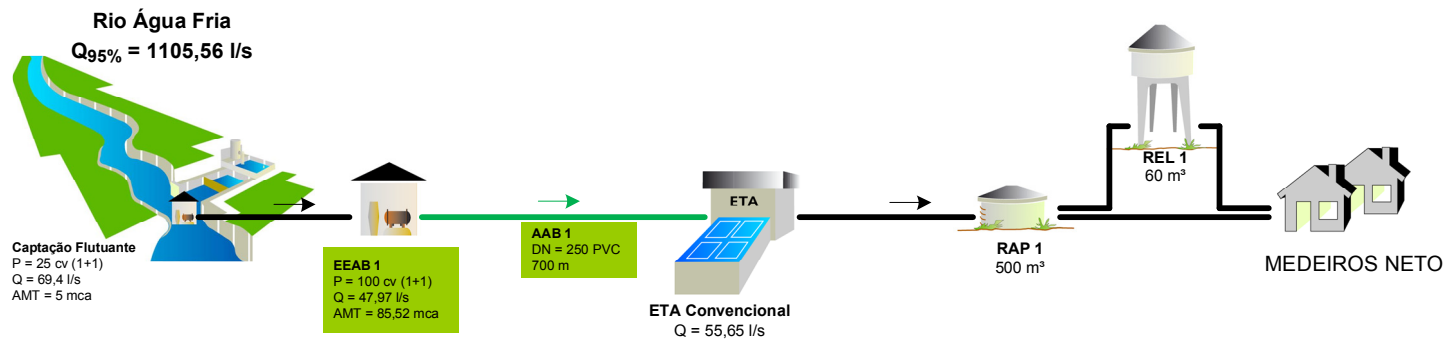 Rio Água Fria
Q95% = 1105,56 l/s
Captação Flutuante
P = 25 cv (1+1)
Q = 69,4 l/s
AMT = 5 mca
EEAB 1
P = 100 cv (1+1)
Q = 47,97 l/s
AMT = 85,52 mca
AAB 1
DN = 250 PVC
700 m
ETA
ETA Convencional
Q = 55,65 l/s
RAP 1
500 m³
REL 1
60 m³
MEDEIROS NETO